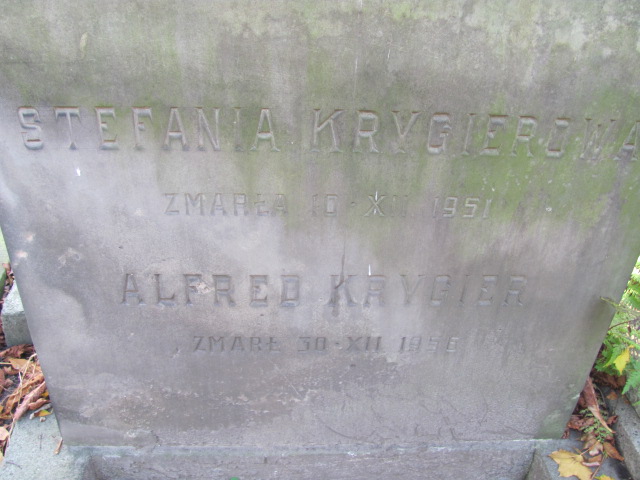 STEFANIA KRYGIEROWA
ZMARŁA 10 · XII 1951
ALFRED KRYGIER
ZMARŁ 30 · XII 1956